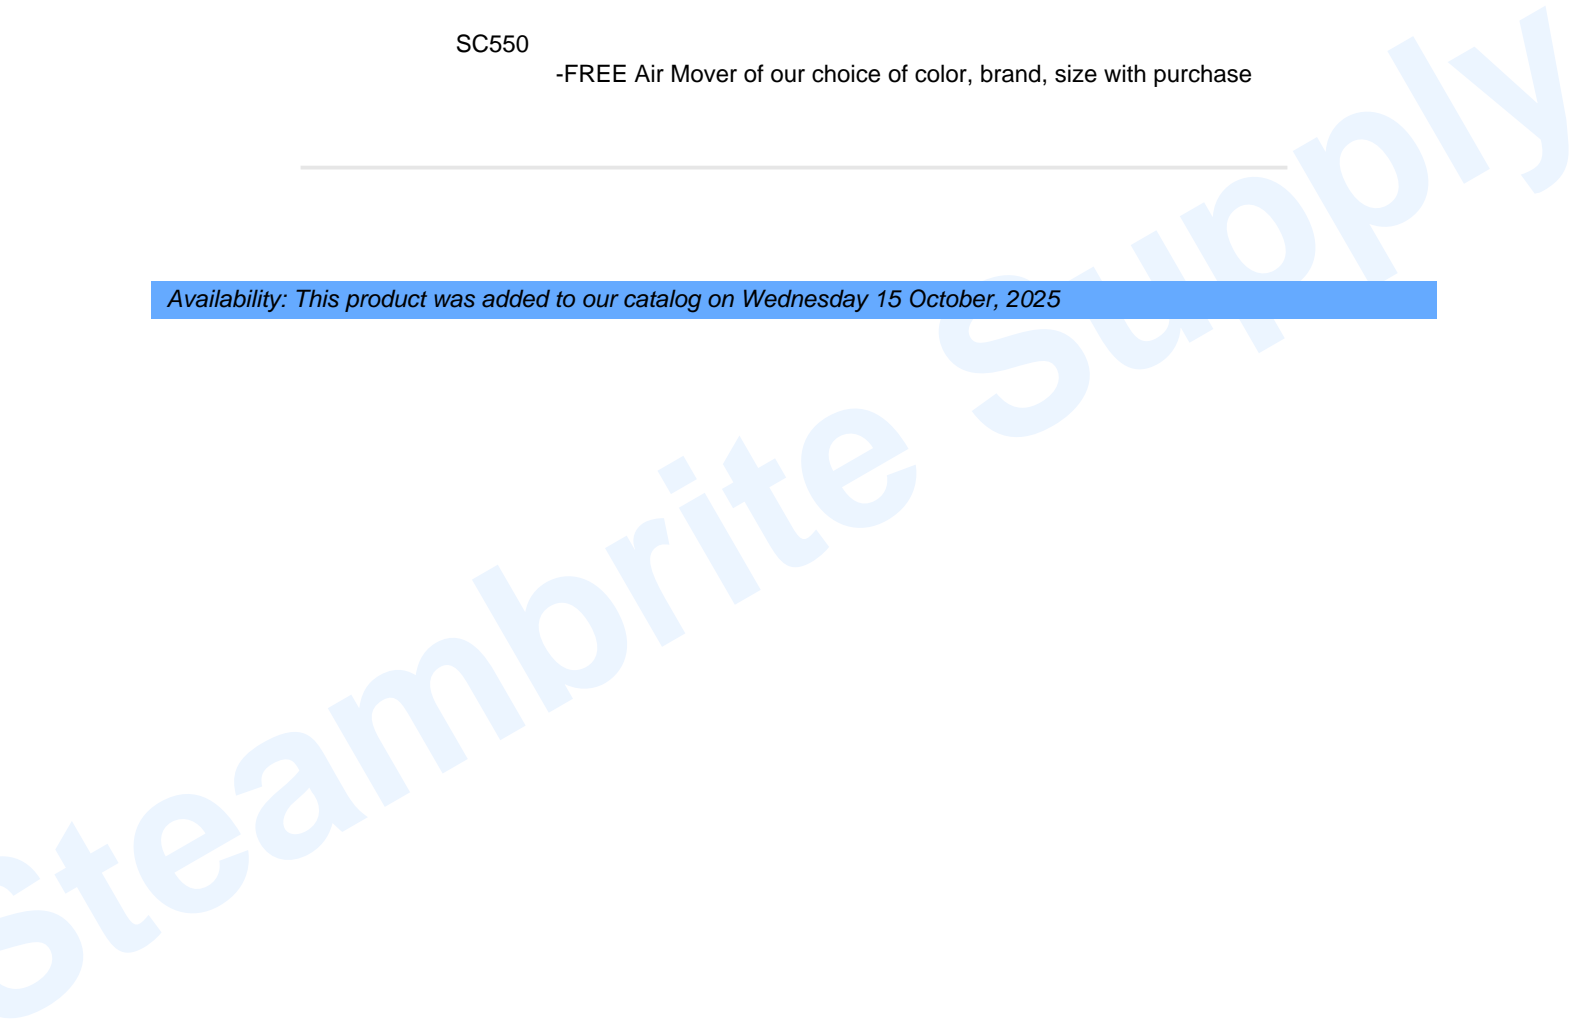 SC550
-FREE Air Mover of our choice of color, brand, size with purchase
Availability: This product was added to our catalog on Wednesday 15 October, 2025
Steambrite Supply